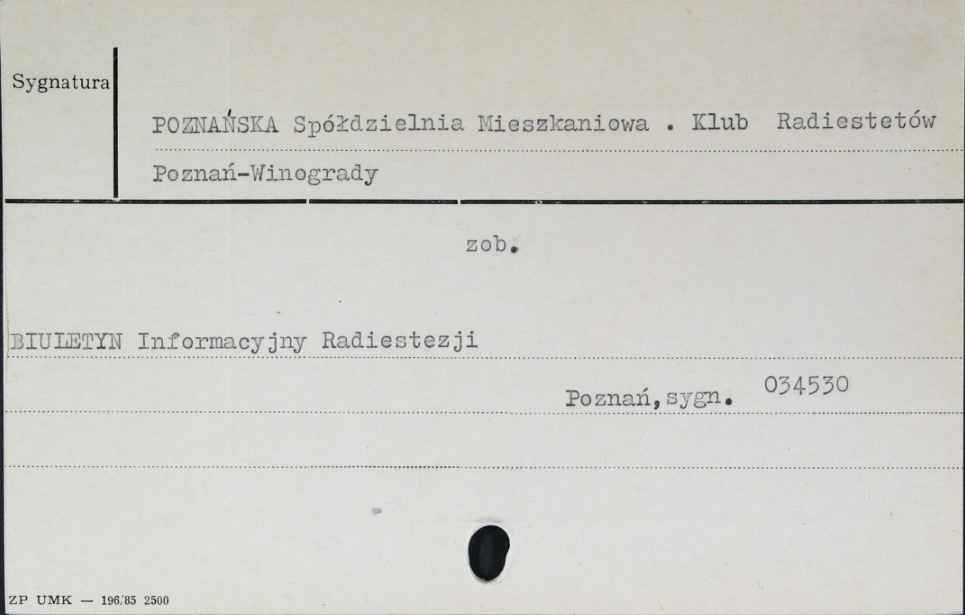 Sygnatura
POZNAŃSKA Spółdzielnia Mieszkaniowa . Klub Radiestetów
Poznań-Winogrady
zob.
BIULETYN Informacyjny Radiestezji
Poznań, sygn. 034530
ZP UMK — 196/85 2500